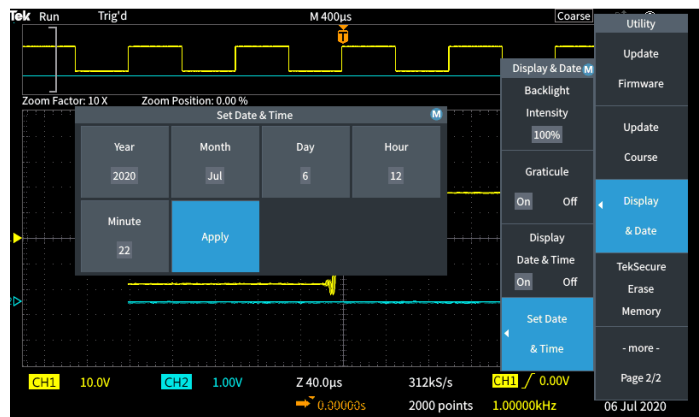 Tek Run Trig'd M 400µs Coarse
Utility
Update
Firmware
Update
Course
Display
& Date
TekSecure
Erase
Memory
- more -
Page 2/2
Display & Date M
Backlight
Intensity
100%
Graticule
On Off
Display
Date & Time
On Off
Set Date
& Time
Zoom Factor: 10 X Zoom Position: 0.00 %
Set Date & Time M
Year Month Day Hour
2020 Jul 6 12
Minute
22
Apply
CH1 10.0V CH2 1.00V Z 40.0µs 312kS/s CH1 / 0.00V
0.00000s 2000 points 1.00000kHz 06 Jul 2020